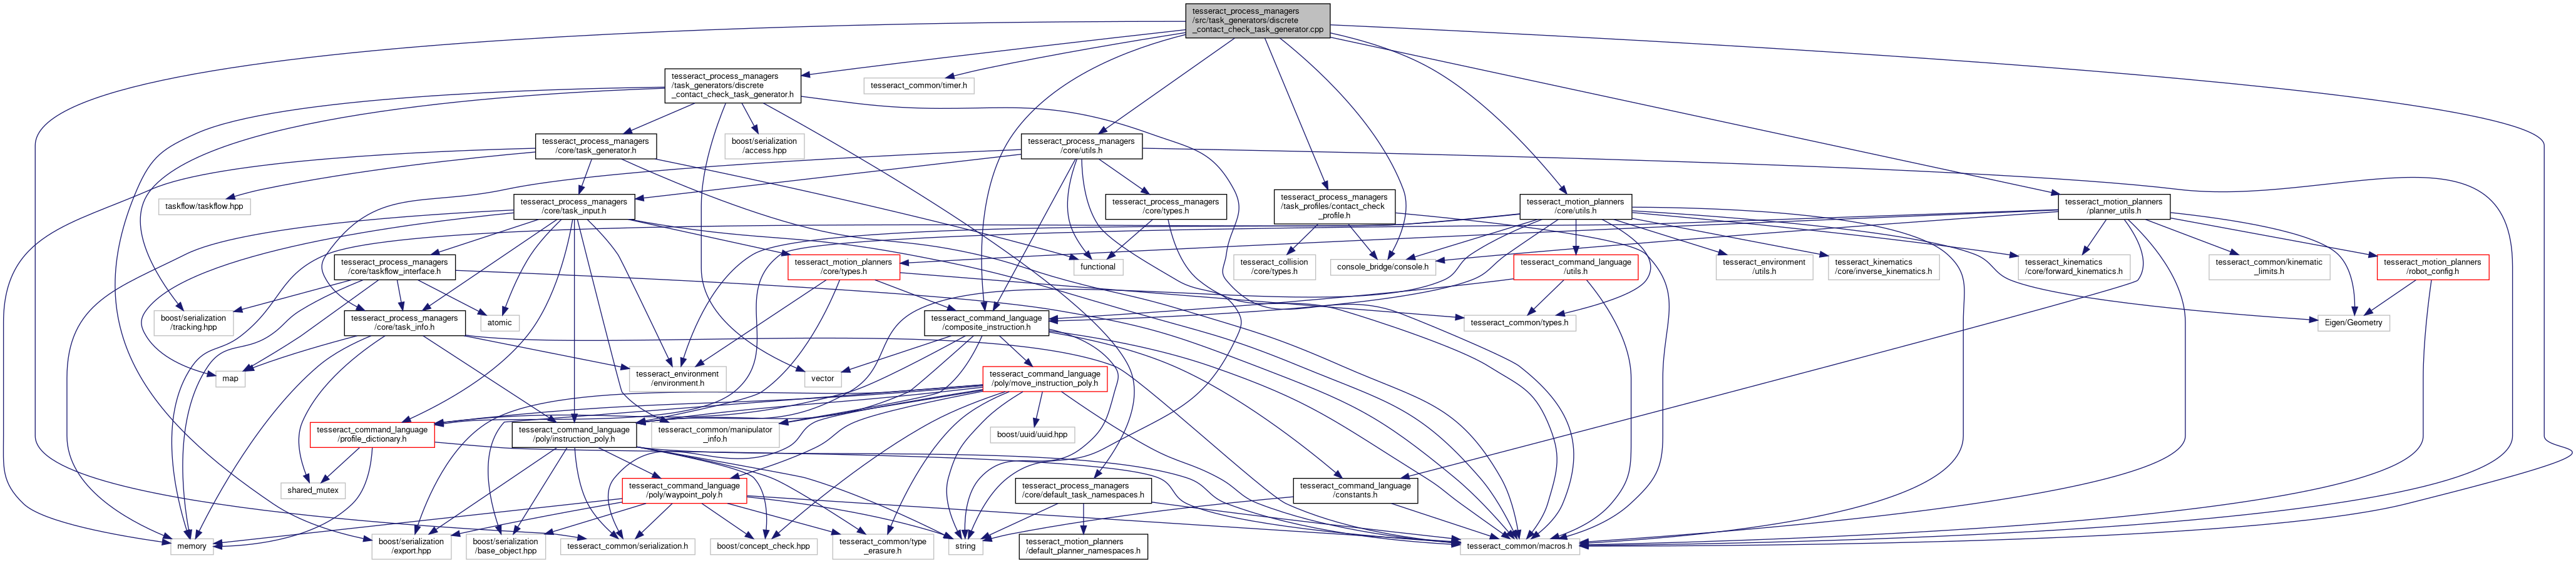 tesseract_process_managers
/src/task_generators/discrete
_contact_check_task_generator.cpp
tesseract_process_managers
/task_generators/discrete
_contact_check_task_generator.h
tesseract_common/timer.h
tesseract_process_managers
/core/task_generator.h
boost/serialization
/access.hpp
tesseract_process_managers
/core/utils.h
taskflow/taskflow.hpp
tesseract_process_managers
/core/task_input.h
tesseract_process_managers
/core/types.h
tesseract_process_managers
/task_profiles/contact_check
_profile.h
tesseract_motion_planners
/core/utils.h
tesseract_motion_planners
/planner_utils.h
tesseract_process_managers
/core/taskflow_interface.h
tesseract_motion_planners
/core/types.h
functional
tesseract_collision
/core/types.h
console_bridge/console.h
tesseract_command_language
/utils.h
tesseract_environment
/utils.h
tesseract_kinematics
/core/inverse_kinematics.h
tesseract_kinematics
/core/forward_kinematics.h
tesseract_common/kinematic
_limits.h
tesseract_motion_planners
/robot_config.h
boost/serialization
/tracking.hpp
tesseract_process_managers
/core/task_info.h
atomic
tesseract_command_language
/composite_instruction.h
tesseract_common/types.h
Eigen/Geometry
map
tesseract_environment
/environment.h
vector
tesseract_command_language
/poly/move_instruction_poly.h
tesseract_command_language
/profile_dictionary.h
tesseract_command_language
/poly/instruction_poly.h
tesseract_common/manipulator
_info.h
boost/uuid/uuid.hpp
shared_mutex
tesseract_command_language
/poly/waypoint_poly.h
tesseract_process_managers
/core/default_task_namespaces.h
tesseract_command_language
/constants.h
memory
boost/serialization
/export.hpp
boost/serialization
/base_object.hpp
tesseract_common/serialization.h
boost/concept_check.hpp
tesseract_common/type
_erasure.h
string
tesseract_motion_planners
/default_planner_namespaces.h
tesseract_common/macros.h